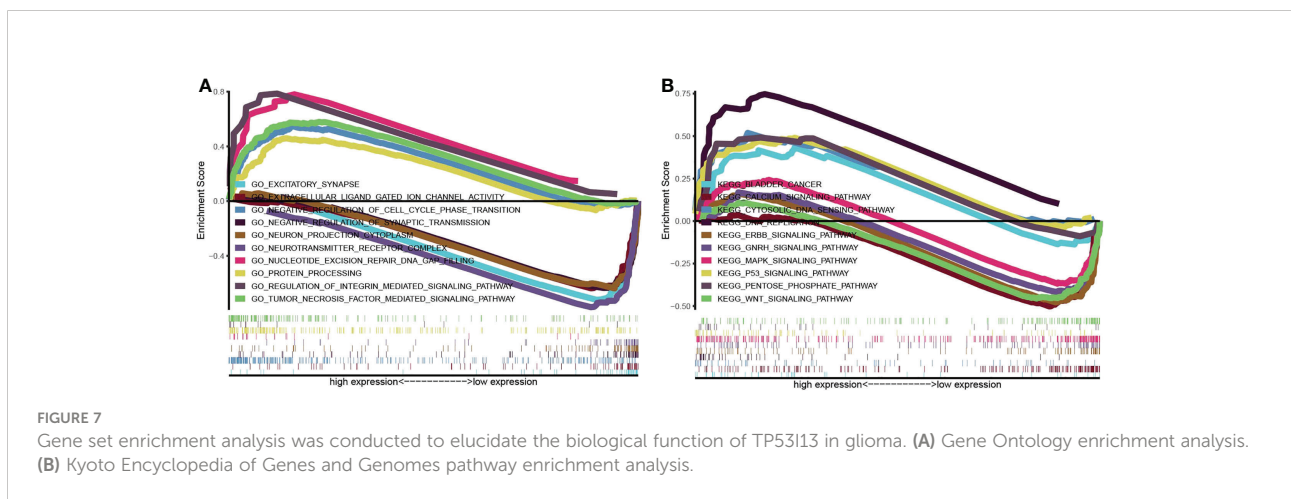 A
B
0.8
0.4
0.0
-0.4
Enrichment Score
GO_EXCITATORY_SYNAPSE
GO_EXTRACELLULAR_LIGAND_GATED_ION_CHANNEL_ACTIVITY
GO_NEGATIVE_REGULATION_OF_CELL_CYCLE_PHASE_TRANSITION
GO_NEGATIVE_REGULATION_OF_SYNAPTIC_TRANSMISSION
GO_NEURON_PROJECTION_CYTOPLASM
GO_NEUROTRANSMITTER_RECEPTOR_COMPLEX
GO_NUCLEOTIDE_EXCISION_REPAIR_DNA_GAP_FILLING
GO_PROTEIN_PROCESSING
GO_REGULATION_OF_INTEGRIN_MEDIATED_SIGNALING_PATHWAY
GO_TUMOR_NECROSIS_FACTOR_MEDIATED_SIGNALING_PATHWAY
high expression<------------->low expression
0.75
0.50
0.25
0.00
-0.25
-0.50
Enrichment Score
KEGG_BLADDER_CANCER
KEGG_CALCIUM_SIGNALING_PATHWAY
KEGG_CYTOSOLIC_DNA_SENSING_PATHWAY
KEGG_DNA_REPLICATION
KEGG_ERBB_SIGNALING_PATHWAY
KEGG_GNRH_SIGNALING_PATHWAY
KEGG_MAPK_SIGNALING_PATHWAY
KEGG_P53_SIGNALING_PATHWAY
KEGG_PENTOSE_PHOSPHATE_PATHWAY
KEGG_WNT_SIGNALING_PATHWAY
high expression<------------->low expression
FIGURE 7
Gene set enrichment analysis was conducted to elucidate the biological function of TP53I13 in glioma. (A) Gene Ontology enrichment analysis.
(B) Kyoto Encyclopedia of Genes and Genomes pathway enrichment analysis.